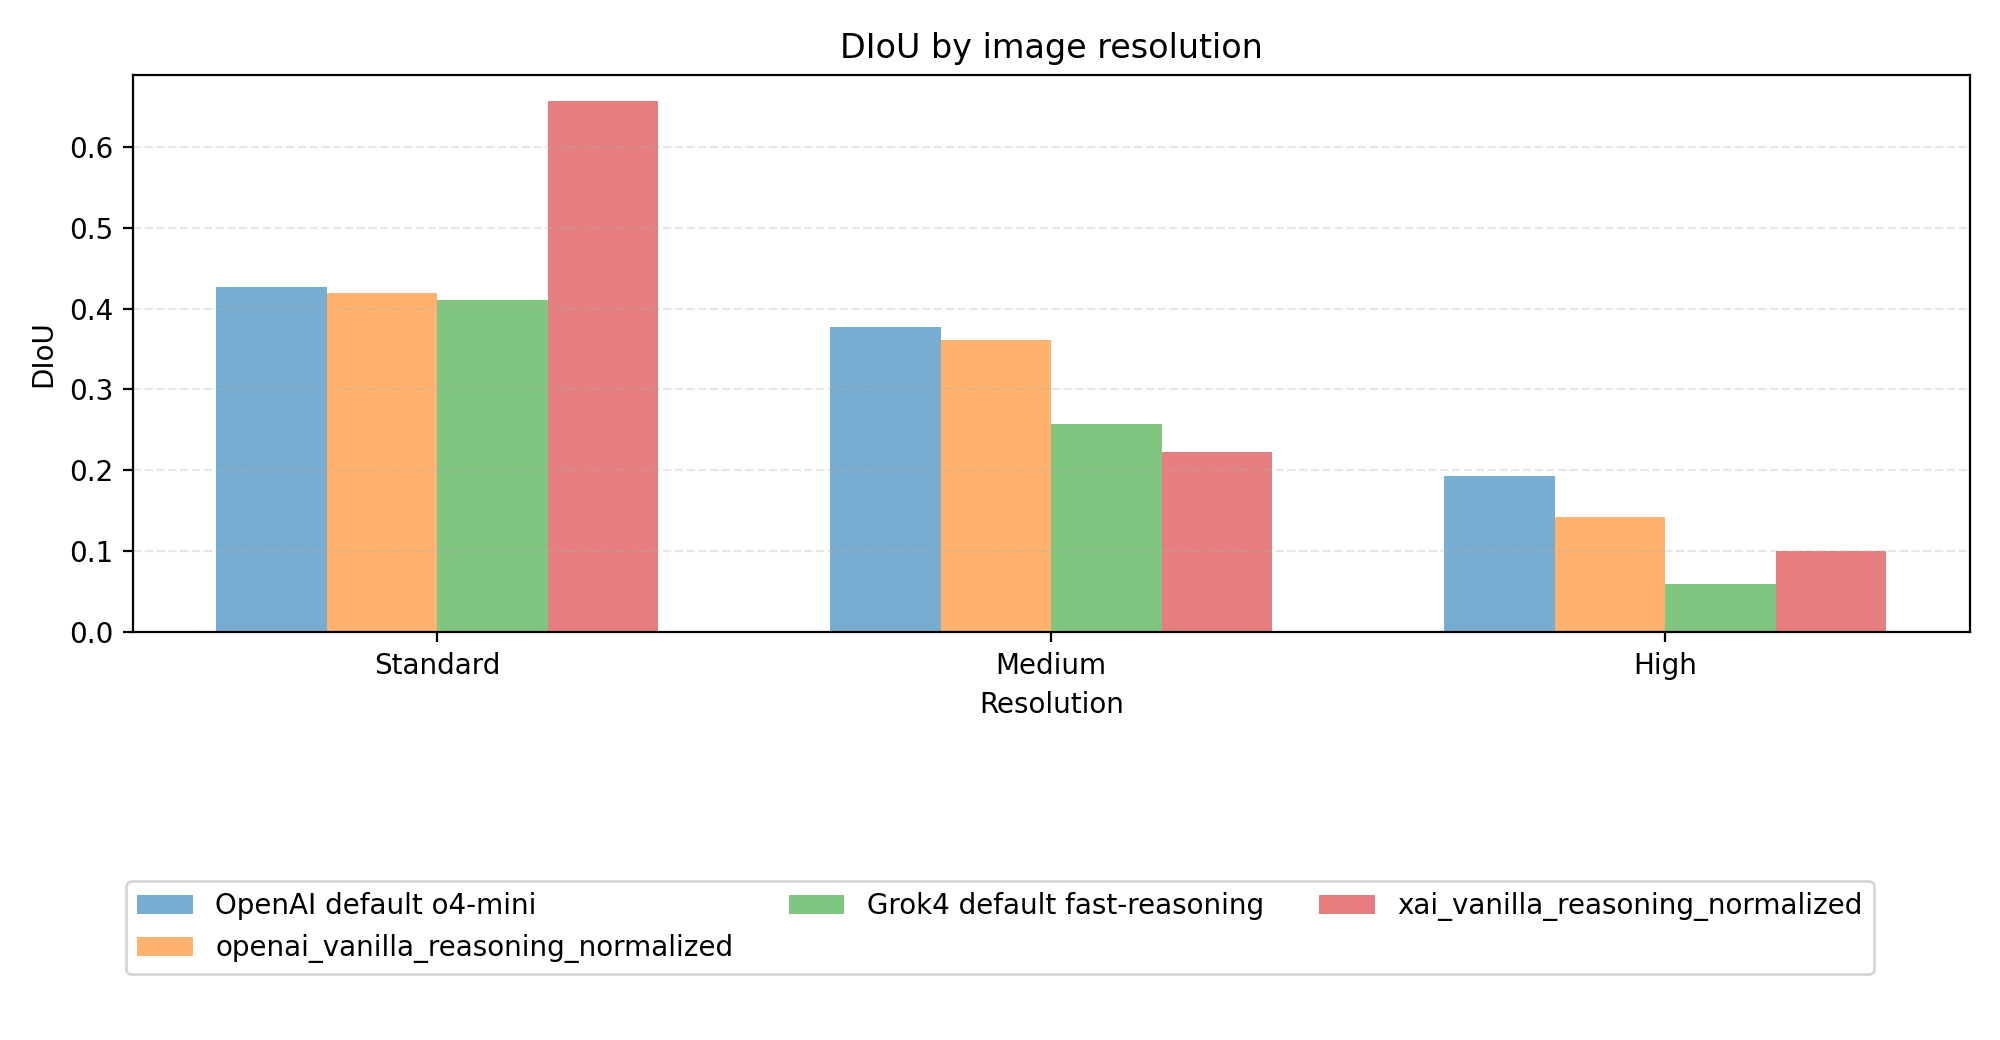 DIoU by image resolution
DIoU
0.6
0.5
0.4
0.3
0.2
0.1
0.0
Standard
Medium
High
Resolution
OpenAI default o4-mini
openai_vanilla_reasoning_normalized
Grok4 default fast-reasoning
xai_vanilla_reasoning_normalized